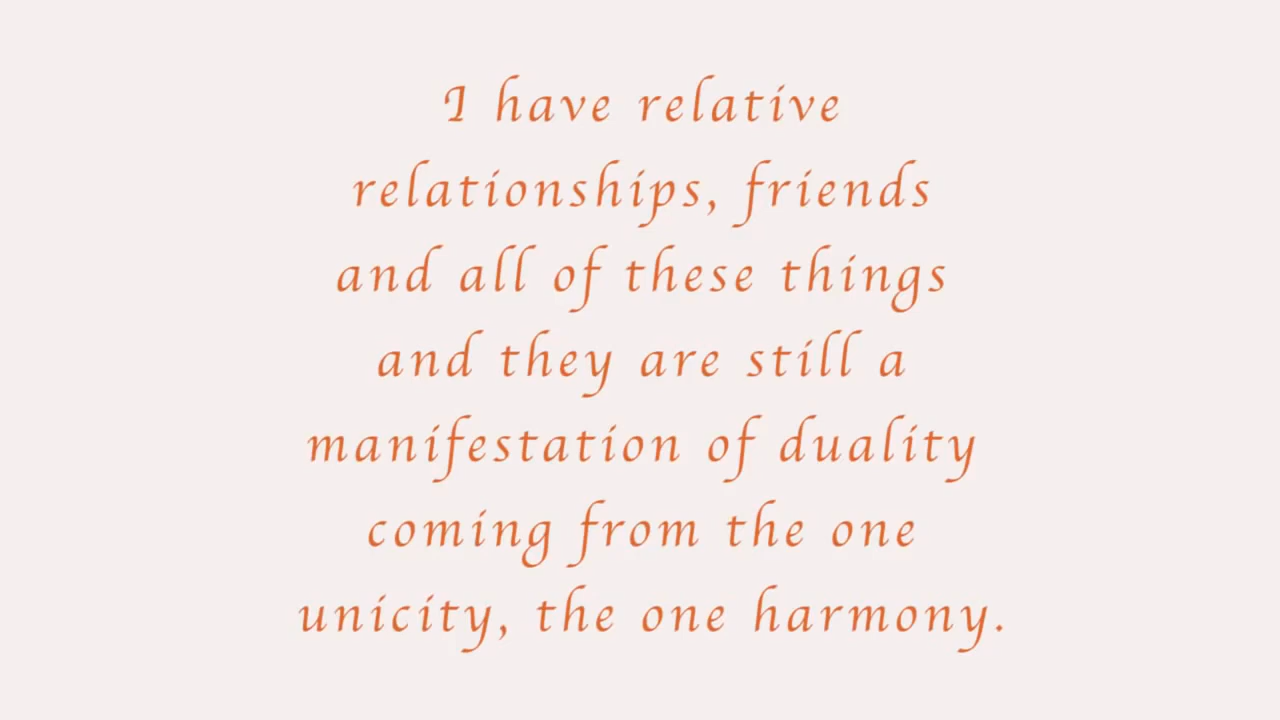 I have relative
relationships, friends
and all of these things
and they are still a
manifestation of duality
coming from the one
unicity, the one harmony.